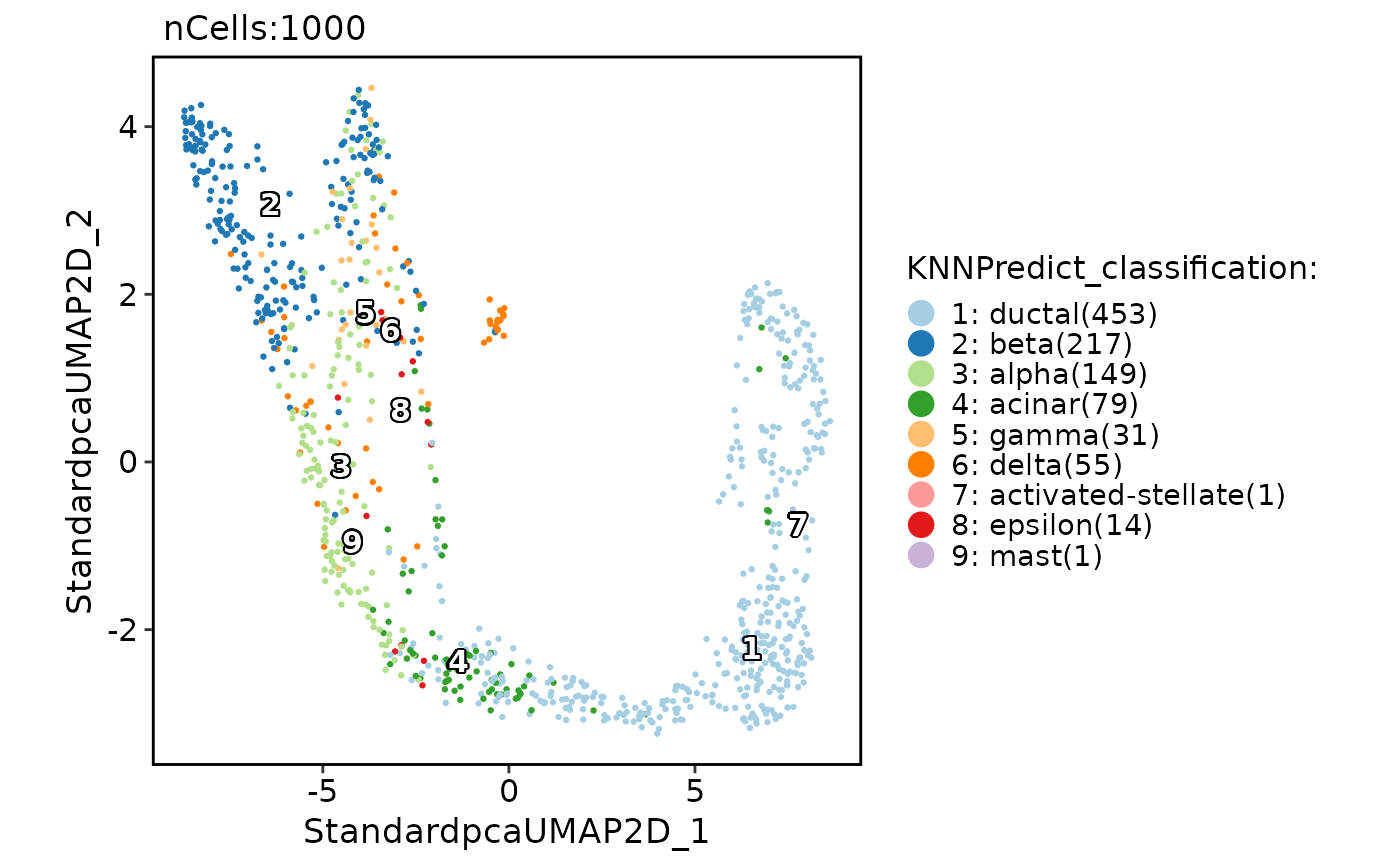 nCells:1000
StandardpcaUMAP2D_2
4
2
0
-2
2
5
6
8
3
9
7
4
1
-5
0
5
StandardpcaUMAP2D_1
KNNPredict_classification:
1: ductal(453)
2: beta(217)
3: alpha(149)
4: acinar(79)
5: gamma(31)
6: delta(55)
7: activated-stellate(1)
8: epsilon(14)
9: mast(1)